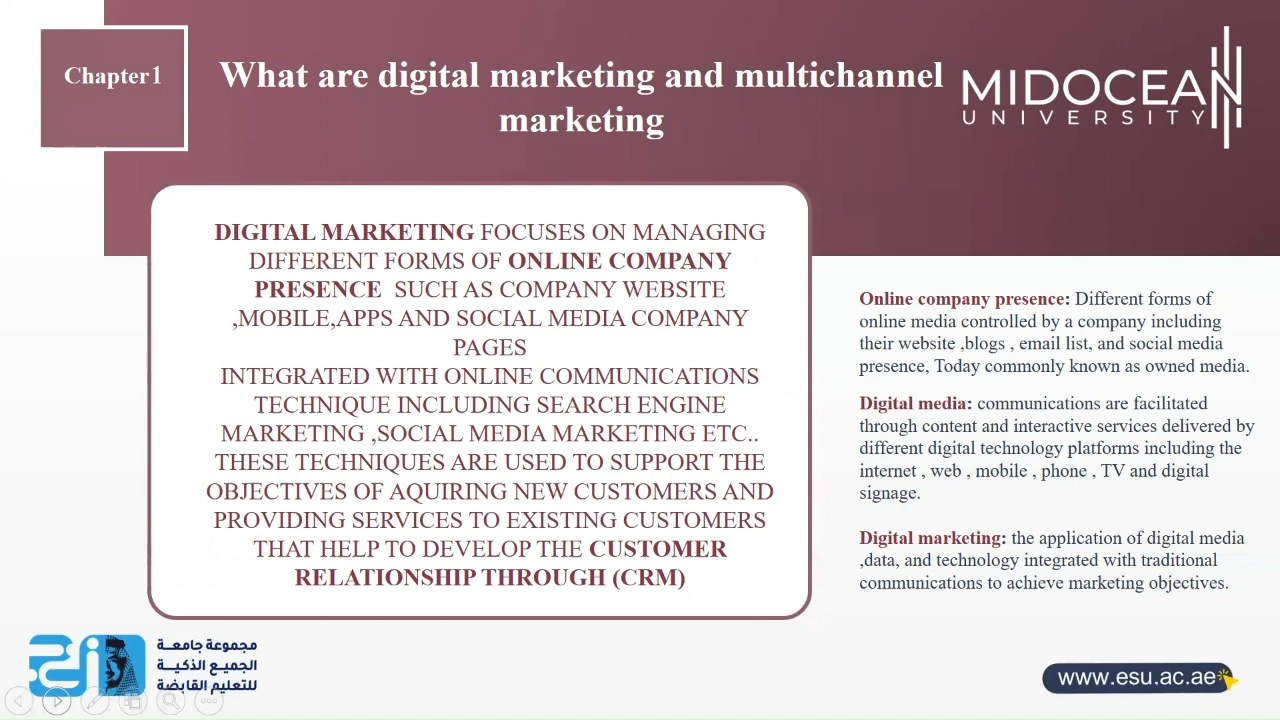 Chapter1
What are digital marketing and multichannel
marketing
MIDOCEAN
UNIVERSITY
DIGITAL MARKETING FOCUSES ON MANAGING
DIFFERENT FORMS OF ONLINE COMPANY
PRESENCE SUCH AS COMPANY WEBSITE
,MOBILE,APPS AND SOCIAL MEDIA COMPANY
PAGES
INTEGRATED WITH ONLINE COMMUNICATIONS
TECHNIQUE INCLUDING SEARCH ENGINE
MARKETING ,SOCIAL MEDIA MARKETING ETC..
THESE TECHNIQUES ARE USED TO SUPPORT THE
OBJECTIVES OF AQUIRING NEW CUSTOMERS AND
PROVIDING SERVICES TO EXISTING CUSTOMERS
THAT HELP TO DEVELOP THE CUSTOMER
RELATIONSHIP THROUGH (CRM)
Online company presence: Different forms of
online media controlled by a company including
their website ,blogs , email list, and social media
presence, Today commonly known as owned media.
Digital media: communications are facilitated
through content and interactive services delivered by
different digital technology platforms including the
internet , web , mobile , phone , TV and digital
signage.
Digital marketing: the application of digital media
,data, and technology integrated with traditional
communications to achieve marketing objectives.
مجموعة جامعة
الجميع الذكية
للتعليم القابضة
www.esu.ac.ae